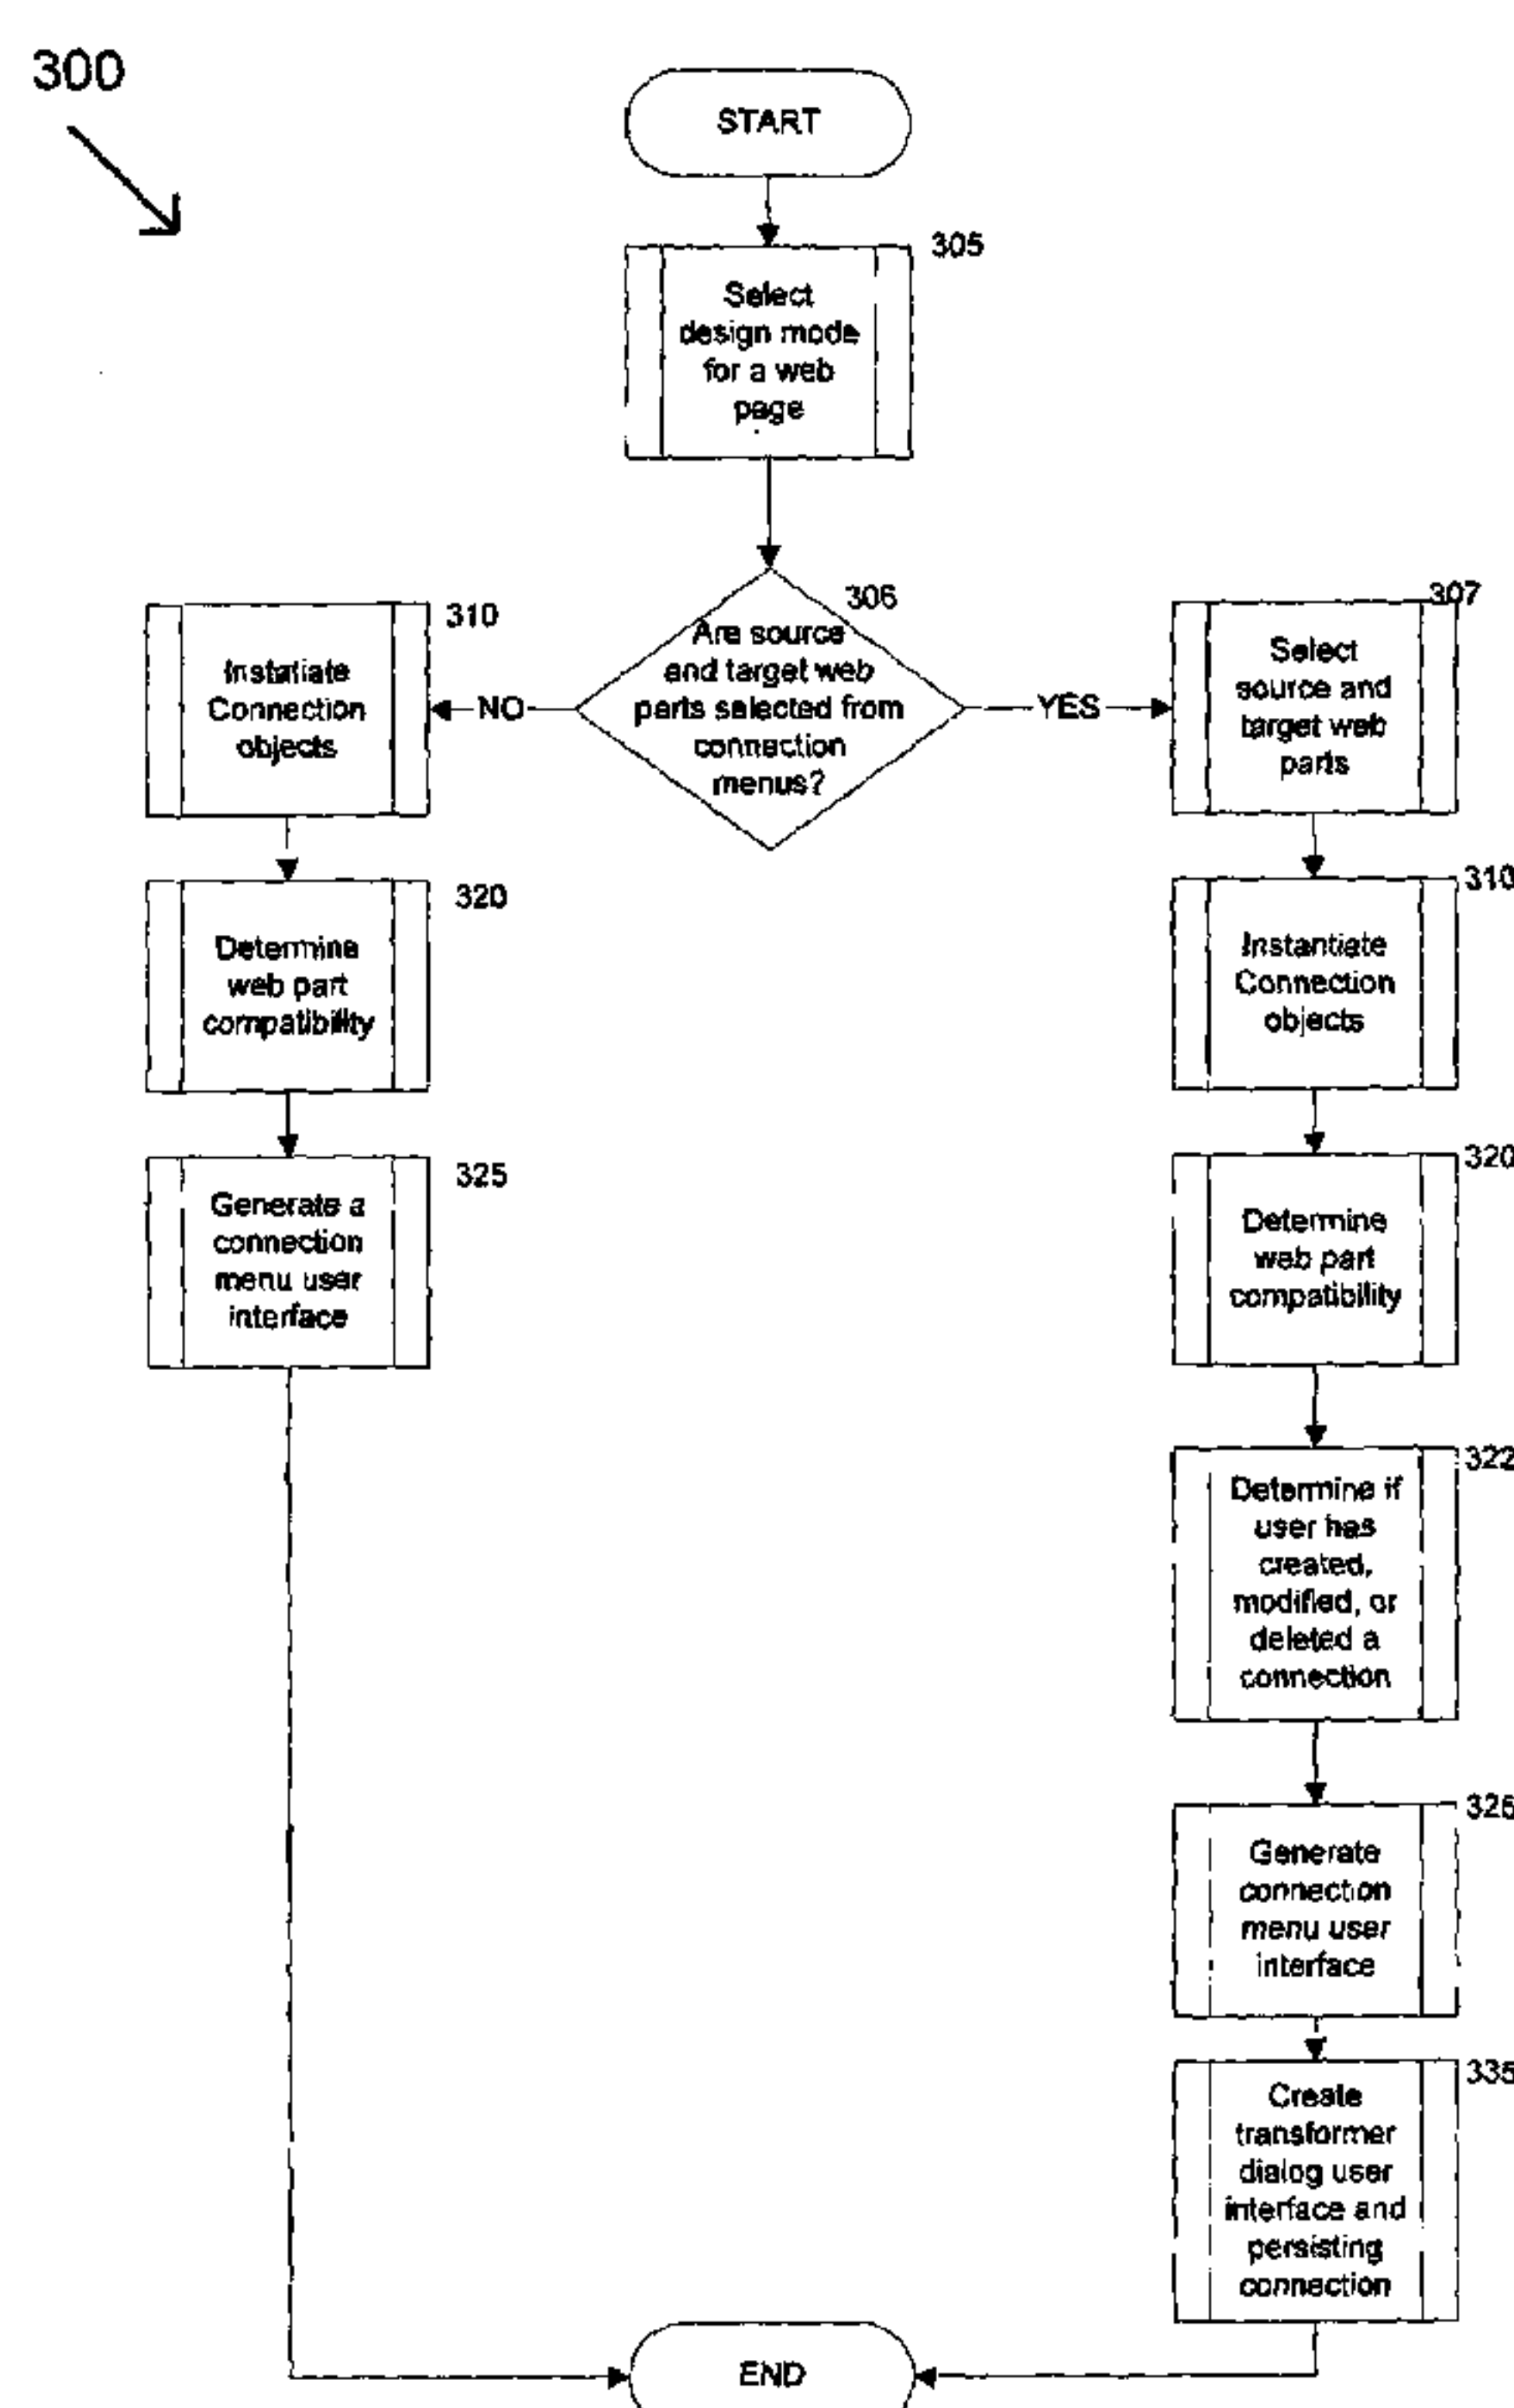 300
START
305
Select
design mode
for a web
page
306
Are source
and target web
parts selected from
connection
menus?
NO
YES
310
Instatiate
Connection
objects
320
Determine
web part
compatibility
325
Generate a
connection
menu user
interface
307
Select
source and
target web
parts
310
Instantiate
Connection
objects
320
Determine
web part
compatibility
322
Determine if
user has
created,
modified, or
deleted a
connection
325
Generate
connection
menu user
interface
335
Create
transformer
dialog user
interface and
persisting
connection
END